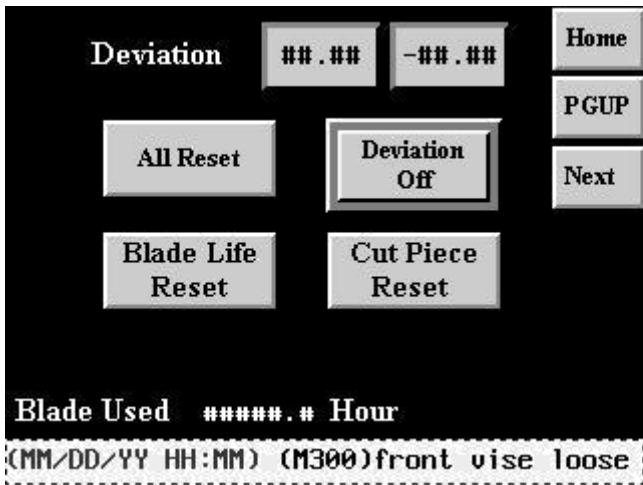 Deviation ##.## -##.## Home
PGUP
All Reset
Deviation
Off
Next
Blade Life
Reset
Cut Piece
Reset
Blade Used #####.# Hour
(MM/DD/YY HH:MM) (M300)front vise loose